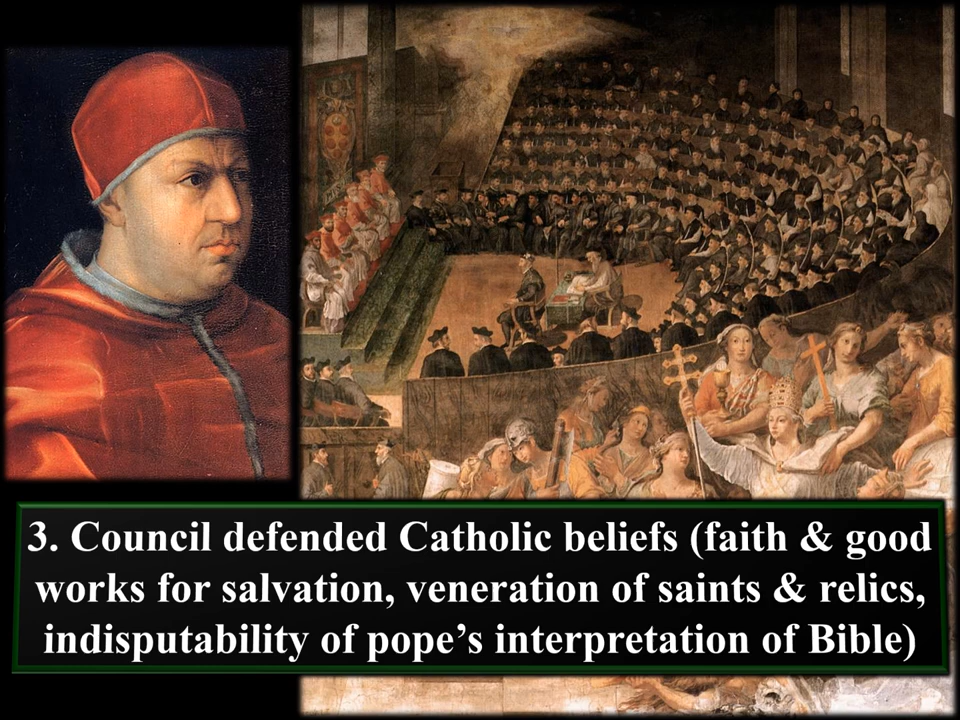 3. Council defended Catholic beliefs (faith & good
works for salvation, veneration of saints & relics,
indisputability of pope’s interpretation of Bible)